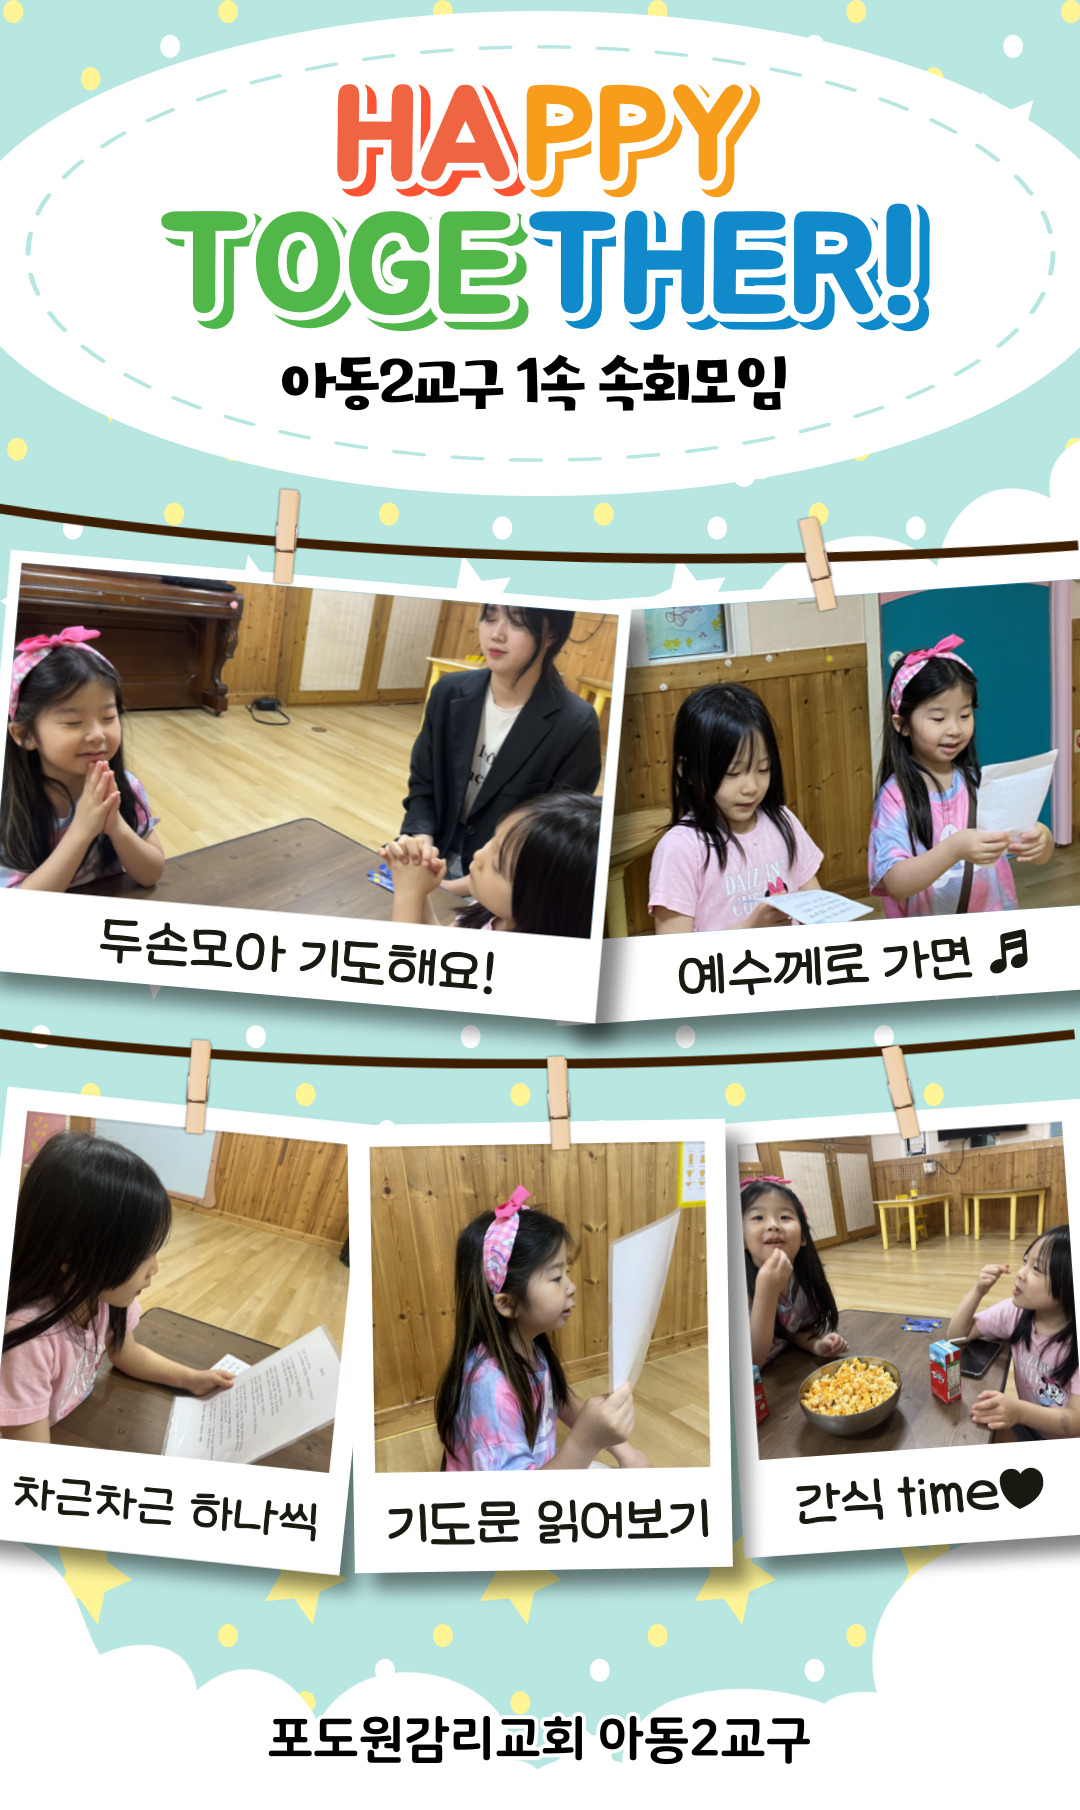 HAPPY
TOGETHER!
아동2교구 1속 속회모임
두손모아 기도해요!
예수께로 가면 ♬
차근차근 하나씩
기도문 읽어보기
간식 time♥
포도원감리교회 아동2교구